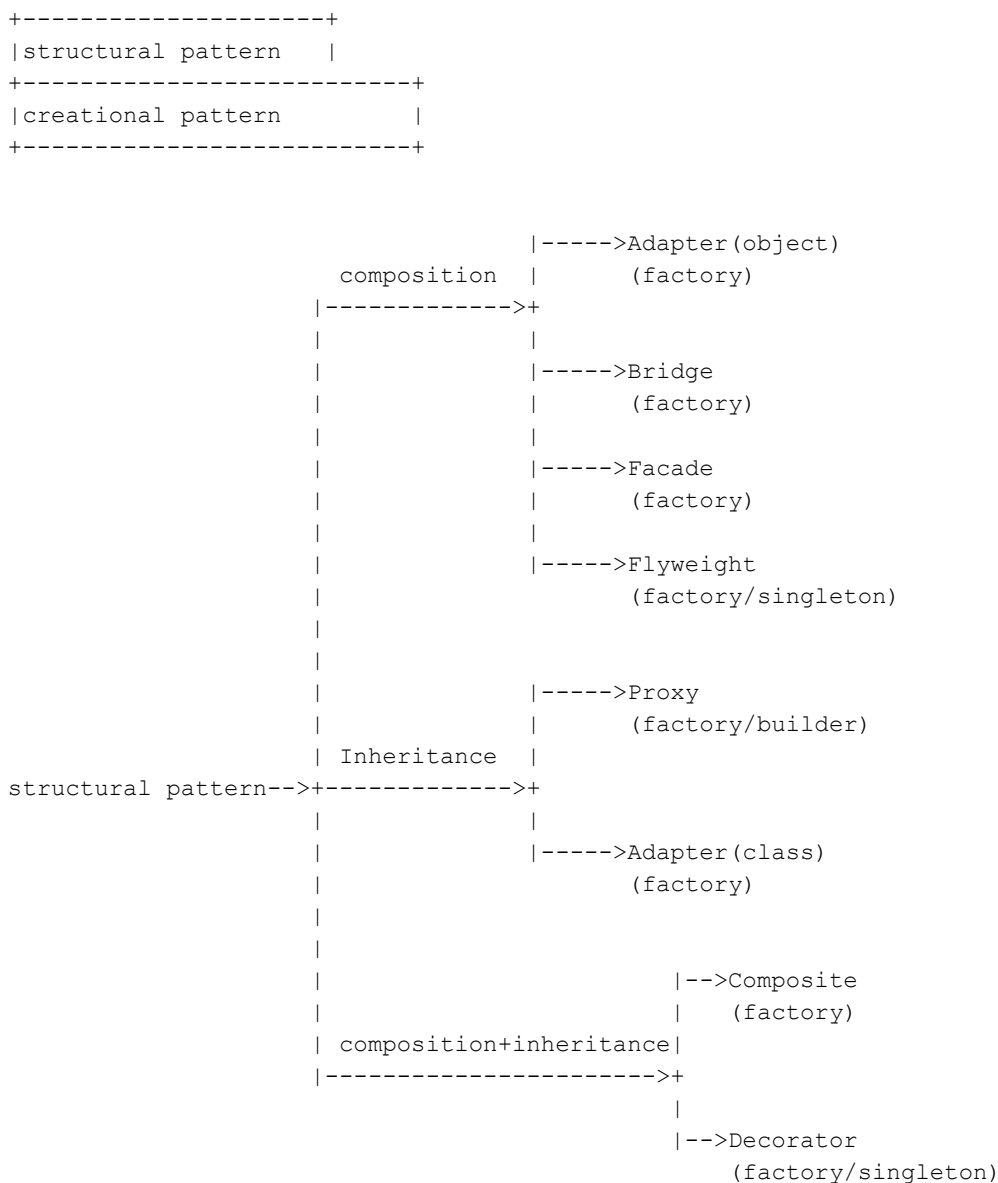 +---------------------+
|structural pattern   |
+---------------------------+
|creational pattern         |
+---------------------------+
|----->Adapter(object)
composition  |      (factory)
|------------->+
|              |
|              |----->Bridge
|              |      (factory)
|              |
|              |----->Facade
|              |      (factory)
|              |
|              |----->Flyweight
|                     (factory/singleton)
|
|
|              |----->Proxy
|              |      (factory/builder)
| Inheritance  |
structural pattern-->+------------->+
|              |
|              |----->Adapter(class)
|                     (factory)
|
|
|                        |-->Composite
|                        |   (factory)
| composition+inheritance|
|----------------------->+
|
|-->Decorator
(factory/singleton)